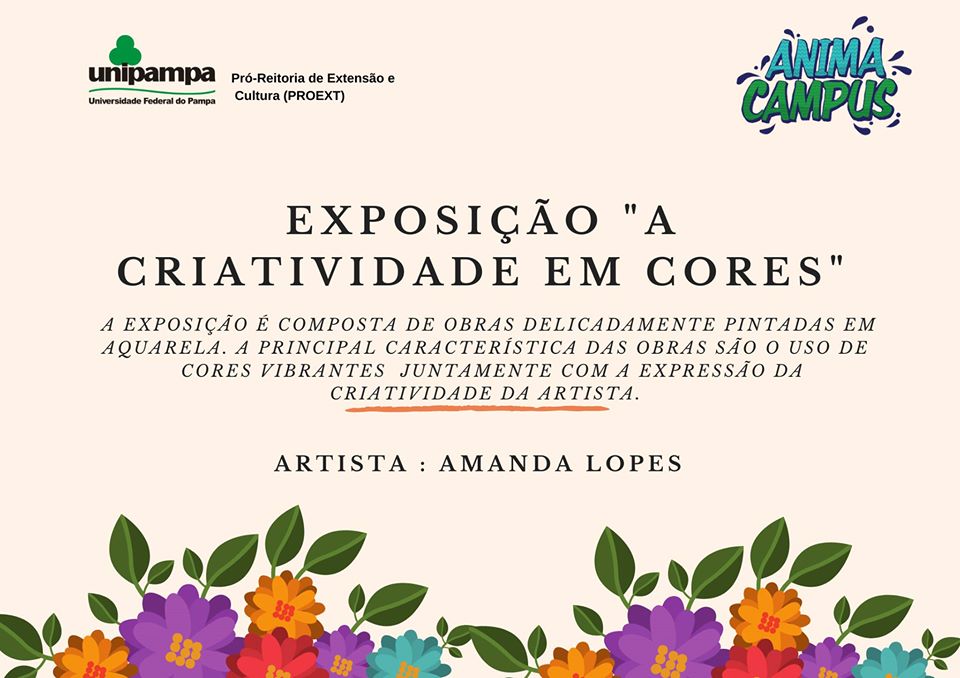 unipampa
Universidade Federal do Pampa
Pró-Reitoria de Extensão e
Cultura (PROEXT)
ANIMA
CAMPUS
EXPOSIÇÃO "A
CRIATIVIDADE EM CORES"
A EXPOSIÇÃO É COMPOSTA DE OBRAS DELICADAMENTE PINTADAS EM
AQUARELA. A PRINCIPAL CARACTERÍSTICA DAS OBRAS SÃO O USO DE
CORES VIBRANTES JUNTAMENTE COM A EXPRESSÃO DA
CRIATIVIDADE DA ARTISTA.
ARTISTA : AMANDA LOPES